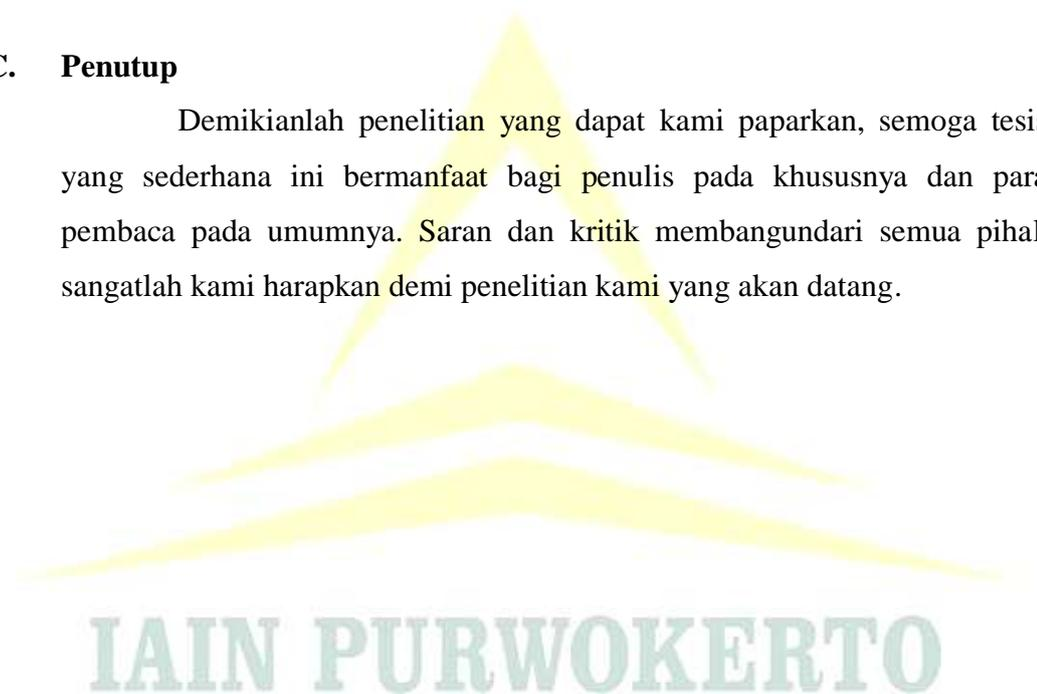 C. Penutup
Demikianlah penelitian yang dapat kami paparkan, semoga tesis
yang sederhana ini bermanfaat bagi penulis pada khususnya dan para
pembaca pada umumnya. Saran dan kritik membangundari semua pihak
sangatlah kami harapkan demi penelitian kami yang akan datang.
IAIN PURWOKERTO